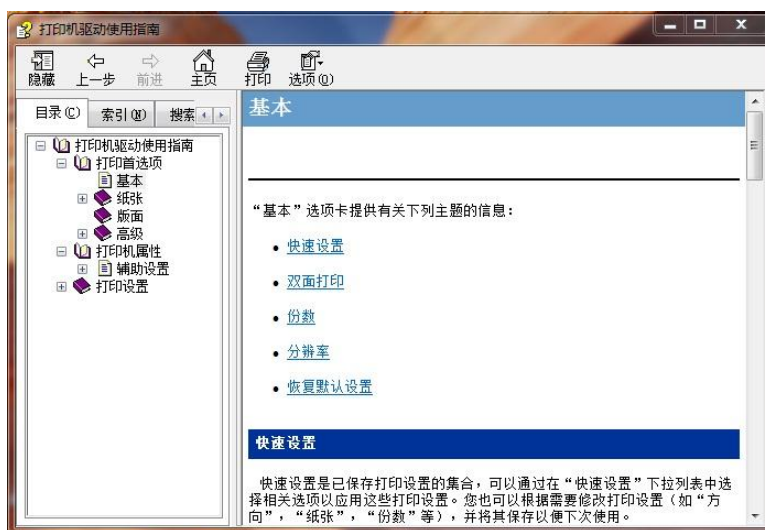 打印机驱动使用指南
隐藏 上一步 前进 主页 打印 选项(O)
目录(C) 索引(N) 搜索
打印机驱动使用指南
打印首选项
基本
纸张
版面
高级
打印机属性
辅助设置
打印设置
基本
“基本”选项卡提供有关下列主题的信息：
• 快速设置
• 双面打印
• 份数
• 分辨率
• 恢复默认设置
快速设置
快速设置是已保存打印设置的集合，可以通过在“快速设置”下拉列表中选
择相关选项以应用这些打印设置。您也可以根据需要修改打印设置（如“方
向”，“纸张”，“份数”等），并将其保存以便下次使用。